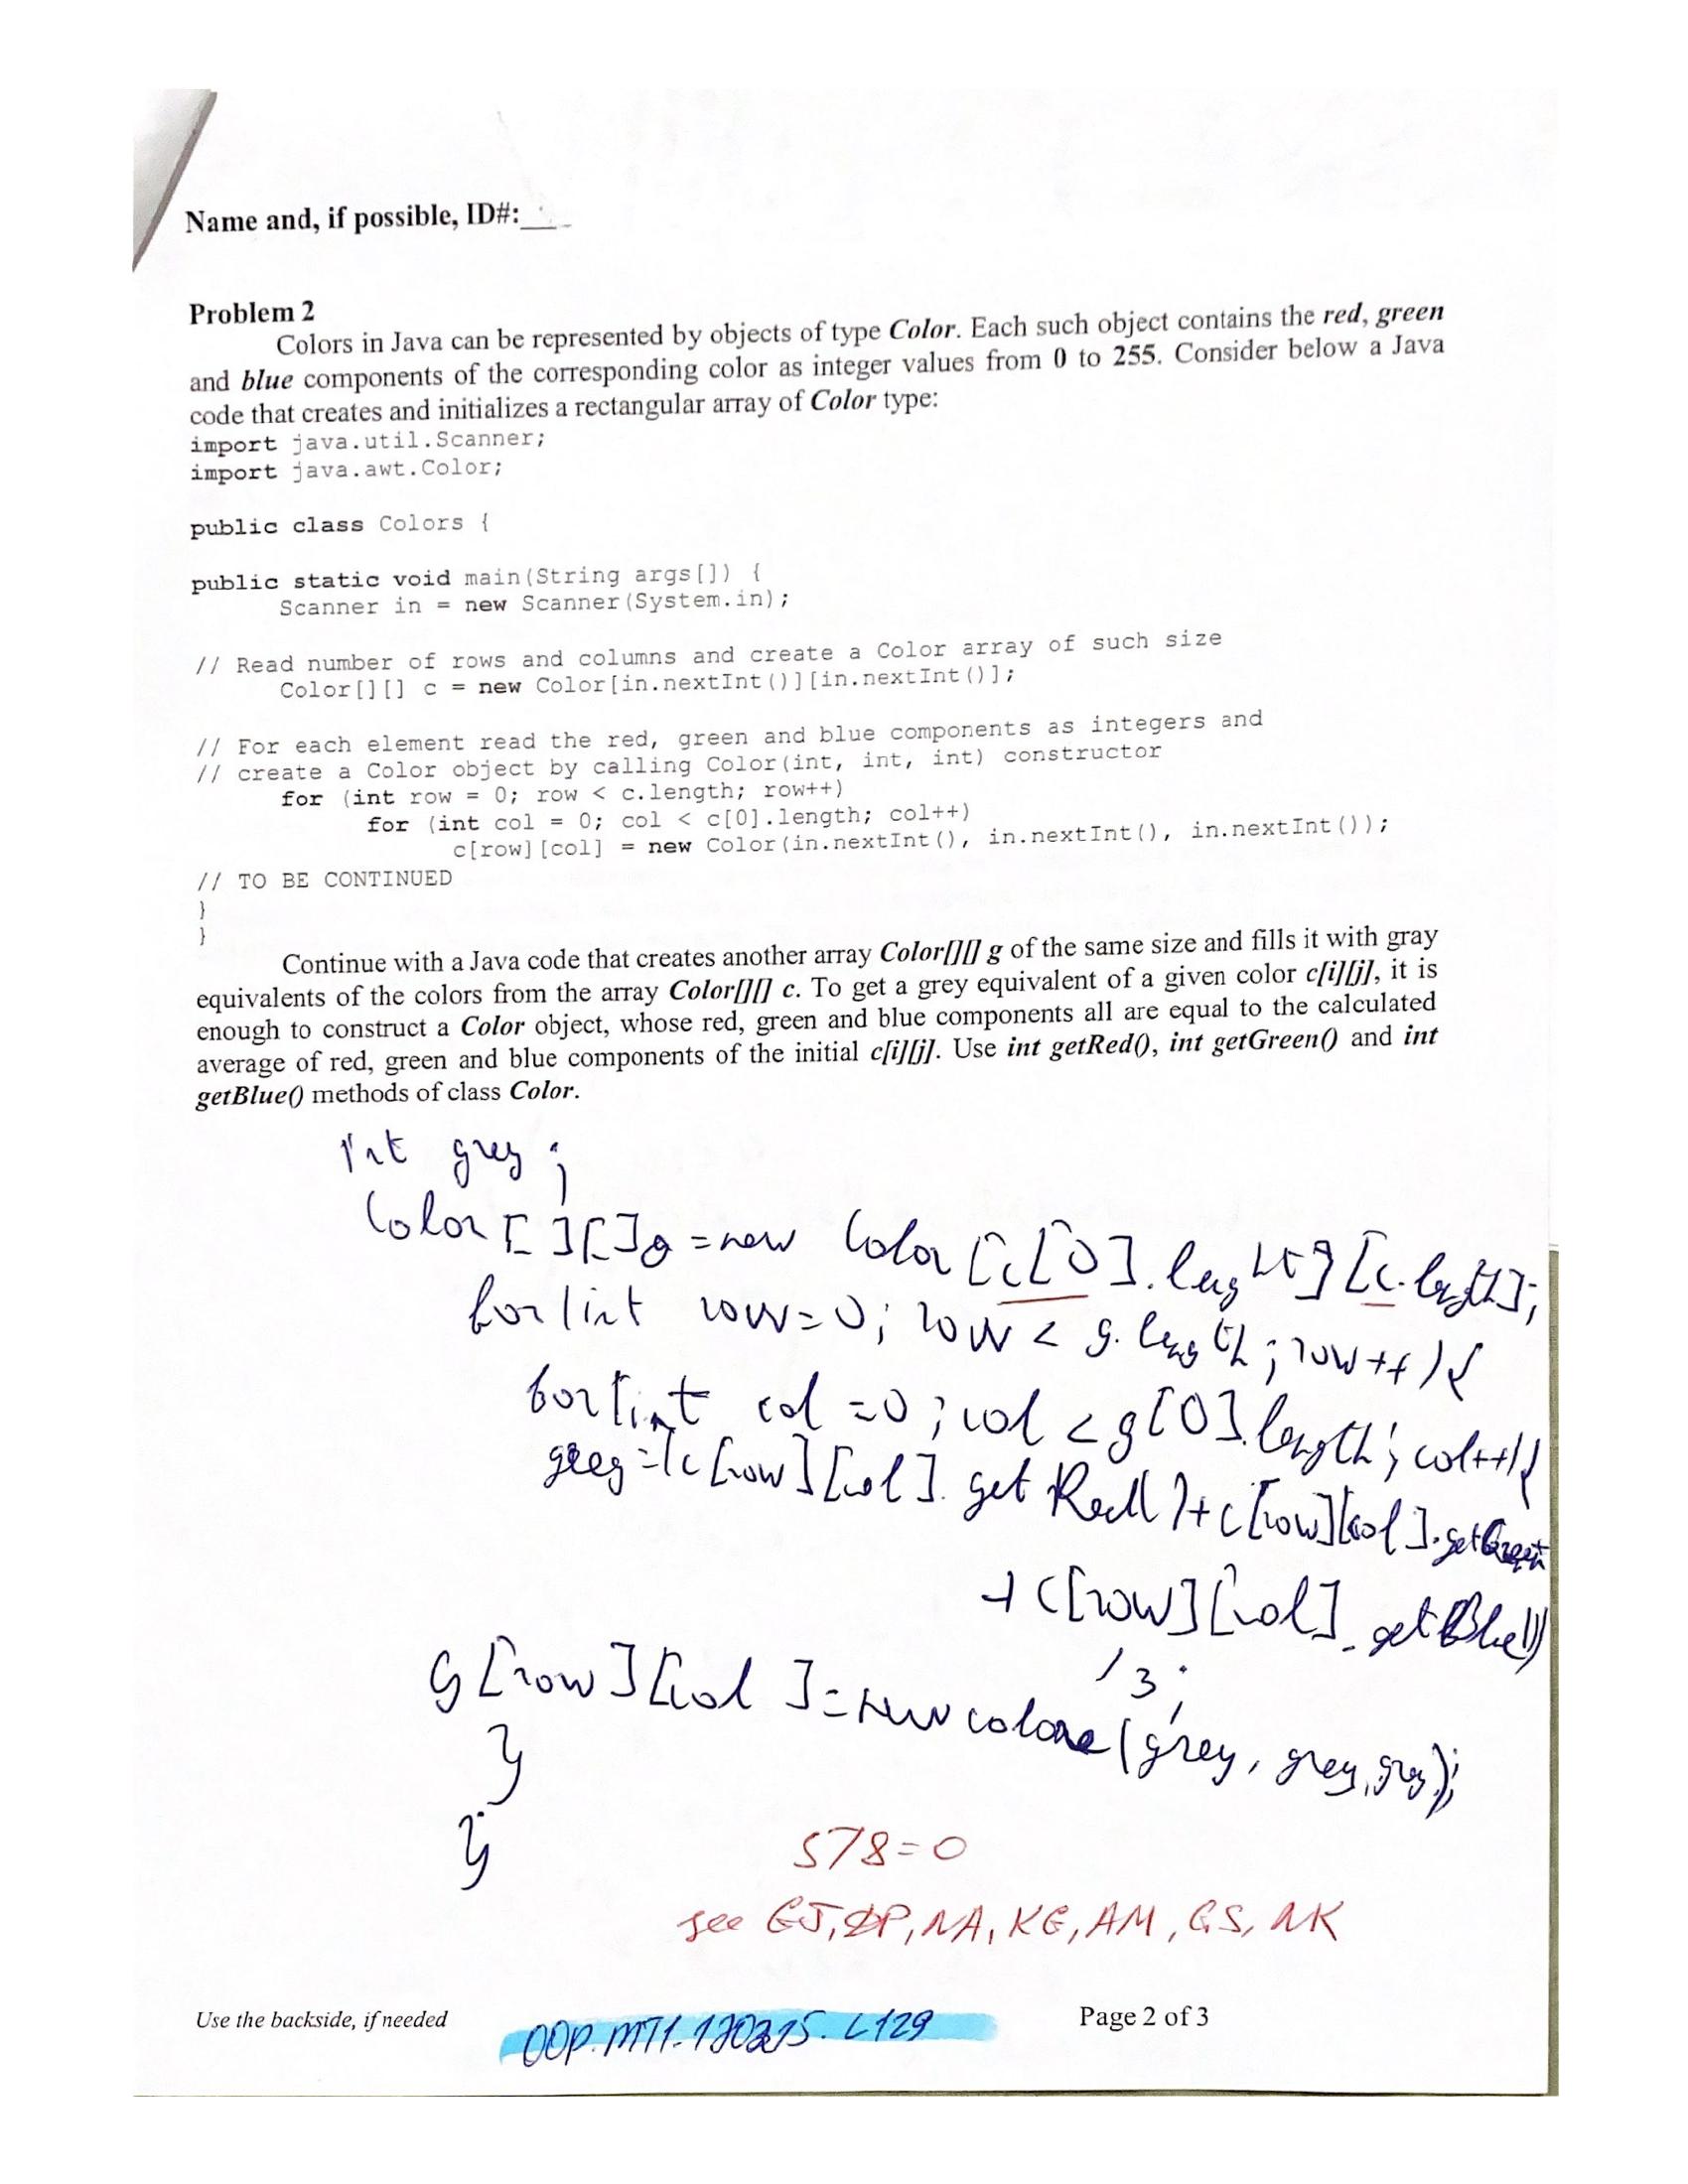 Name and, if possible, ID#:
Problem 2
Colors in Java can be represented by objects of type Color. Each such object contains the red, green
and blue components of the corresponding color as integer values from 0 to 255. Consider below a Java
code that creates and initializes a rectangular array of Color type:
import java.util.Scanner;
import java.awt.Color;
public class Colors {
public static void main(String args[]) {
Scanner in = new Scanner(System.in);
// Read number of rows and columns and create a Color array of such size
Color[][] c = new Color[in.nextInt()][in.nextInt()];
// For each element read the red, green and blue components as integers and
// create a Color object by calling Color(int, int, int) constructor
for (int row = 0; row < c.length; row++)
for (int col = 0; col < c[0].length; col++)
c[row][col] = new Color(in.nextInt(), in.nextInt(), in.nextInt());
// TO BE CONTINUED
}
}
Continue with a Java code that creates another array Color[][] g of the same size and fills it with gray
equivalents of the colors from the array Color[][] c. To get a grey equivalent of a given color c[i][j], it is
enough to construct a Color object, whose red, green and blue components all are equal to the calculated
average of red, green and blue components of the initial c[i][j]. Use int getRed(), int getGreen() and int
getBlue() methods of class Color.
int grey ;
Color [ ][ ]g = new Color [c[0].length] [c.length];
for(int row=0; row < g.length ; row++ ){
for(int col =0 ; col < g[0].length; col++){
grey =(c[row][col]. get Red( )+c[row][col].getGreen
+ c[row][col]. getBlue())
/3;
g[row][col ]= new colore(grey, grey, grey);
}
}
578=0
see GJ, DP, NA, KG, AM, GS, NK
Use the backside, if needed
OOP.MT1.120325.L129
Page 2 of 3